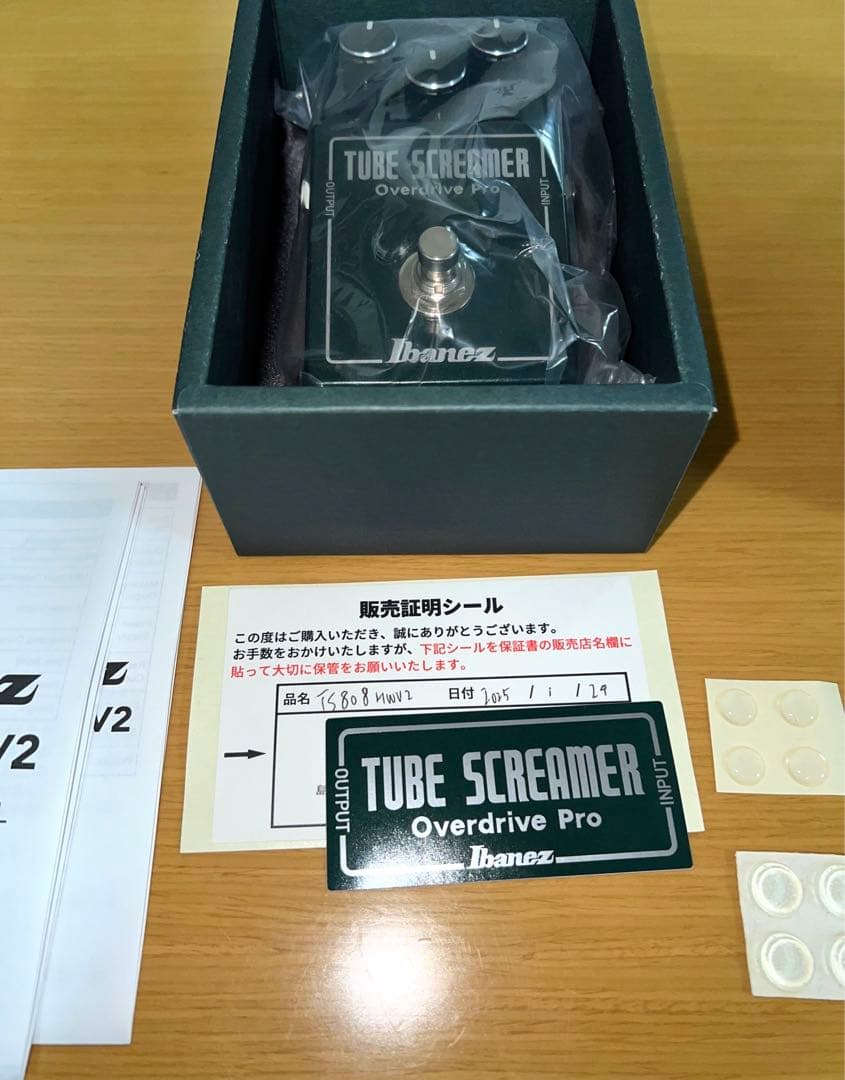 TUBE SCREAMER
Overdrive Pro
OUTPUT
INPUT
Ibanez
販売証明シール
この度はご購入いただき、誠にありがとうございます。
お手数をおかけいたしますが、下記シールを保証書の販売店名欄に
貼って大切に保管をお願いいたします。
品名 TS808HWV2 日付 2025 / 1 / 29
TUBE SCREAMER
Overdrive Pro
OUTPUT
INPUT
Ibanez
z
V2
z
V2